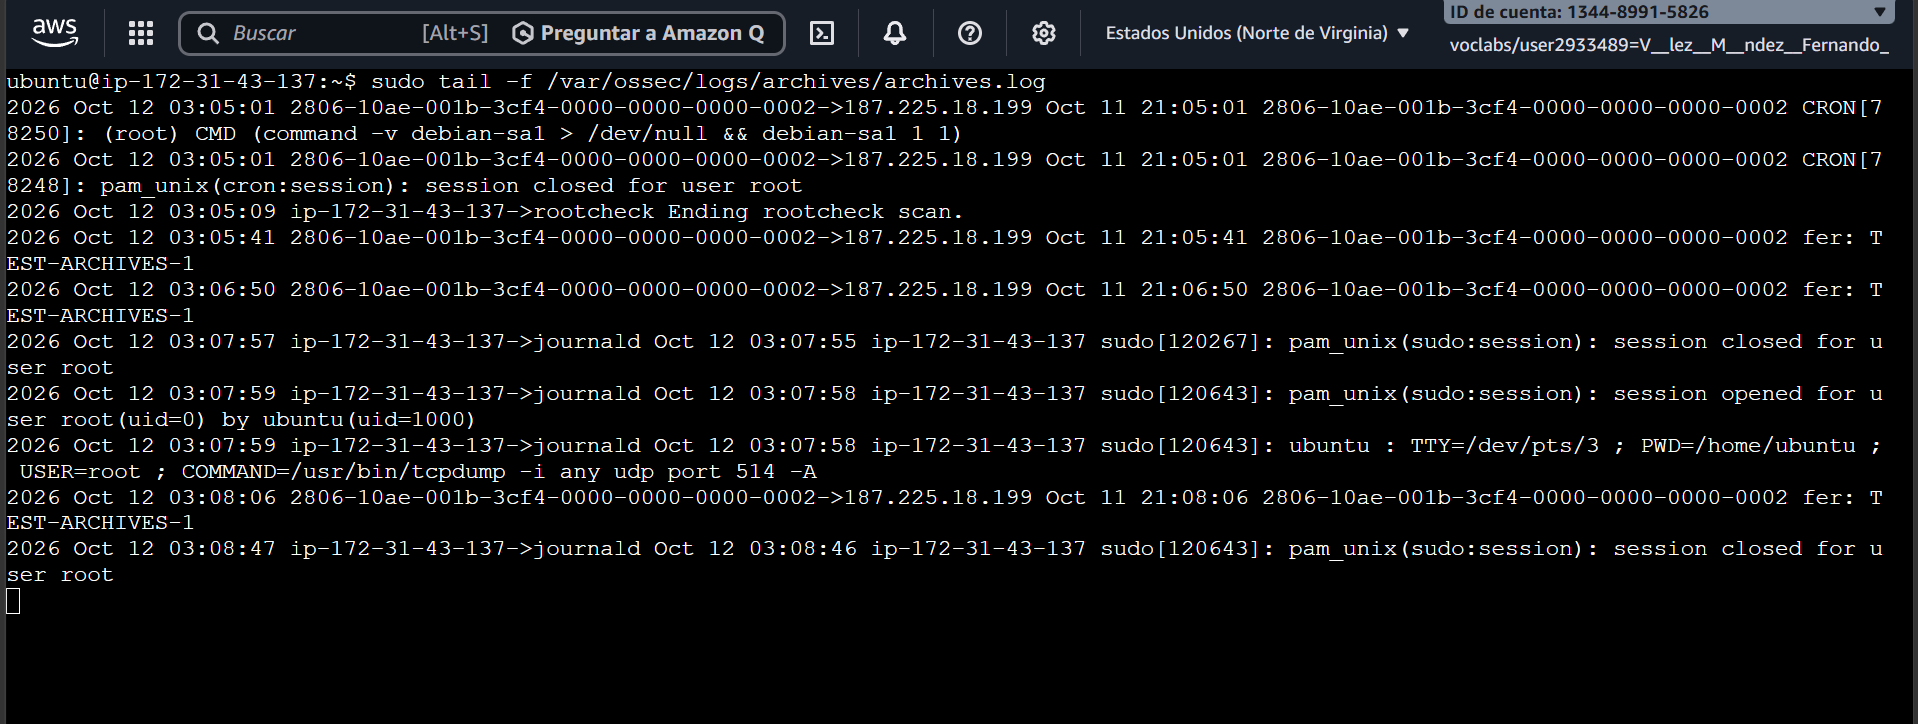 aws
Buscar [Alt+S] Preguntar a Amazon Q
Estados Unidos (Norte de Virginia) ▼
ID de cuenta: 1344-8991-5826 ▼
voclabs/user2933489=V__lez__M__ndez__Fernando_
ubuntu@ip-172-31-43-137:~$ sudo tail -f /var/ossec/logs/archives/archives.log
2026 Oct 12 03:05:01 2806-10ae-001b-3cf4-0000-0000-0000-0002->187.225.18.199 Oct 11 21:05:01 2806-10ae-001b-3cf4-0000-0000-0000-0002 CRON[7
8250]: (root) CMD (command -v debian-sa1 > /dev/null && debian-sa1 1 1)
2026 Oct 12 03:05:01 2806-10ae-001b-3cf4-0000-0000-0000-0002->187.225.18.199 Oct 11 21:05:01 2806-10ae-001b-3cf4-0000-0000-0000-0002 CRON[7
8248]: pam_unix(cron:session): session closed for user root
2026 Oct 12 03:05:09 ip-172-31-43-137->rootcheck Ending rootcheck scan.
2026 Oct 12 03:05:41 2806-10ae-001b-3cf4-0000-0000-0000-0002->187.225.18.199 Oct 11 21:05:41 2806-10ae-001b-3cf4-0000-0000-0000-0002 fer: T
EST-ARCHIVES-1
2026 Oct 12 03:06:50 2806-10ae-001b-3cf4-0000-0000-0000-0002->187.225.18.199 Oct 11 21:06:50 2806-10ae-001b-3cf4-0000-0000-0000-0002 fer: T
EST-ARCHIVES-1
2026 Oct 12 03:07:57 ip-172-31-43-137->journald Oct 12 03:07:55 ip-172-31-43-137 sudo[120267]: pam_unix(sudo:session): session closed for u
ser root
2026 Oct 12 03:07:59 ip-172-31-43-137->journald Oct 12 03:07:58 ip-172-31-43-137 sudo[120643]: pam_unix(sudo:session): session opened for u
ser root(uid=0) by ubuntu(uid=1000)
2026 Oct 12 03:07:59 ip-172-31-43-137->journald Oct 12 03:07:58 ip-172-31-43-137 sudo[120643]: ubuntu : TTY=/dev/pts/3 ; PWD=/home/ubuntu ;
 USER=root ; COMMAND=/usr/bin/tcpdump -i any udp port 514 -A
2026 Oct 12 03:08:06 2806-10ae-001b-3cf4-0000-0000-0000-0002->187.225.18.199 Oct 11 21:08:06 2806-10ae-001b-3cf4-0000-0000-0000-0002 fer: T
EST-ARCHIVES-1
2026 Oct 12 03:08:47 ip-172-31-43-137->journald Oct 12 03:08:46 ip-172-31-43-137 sudo[120643]: pam_unix(sudo:session): session closed for u
ser root